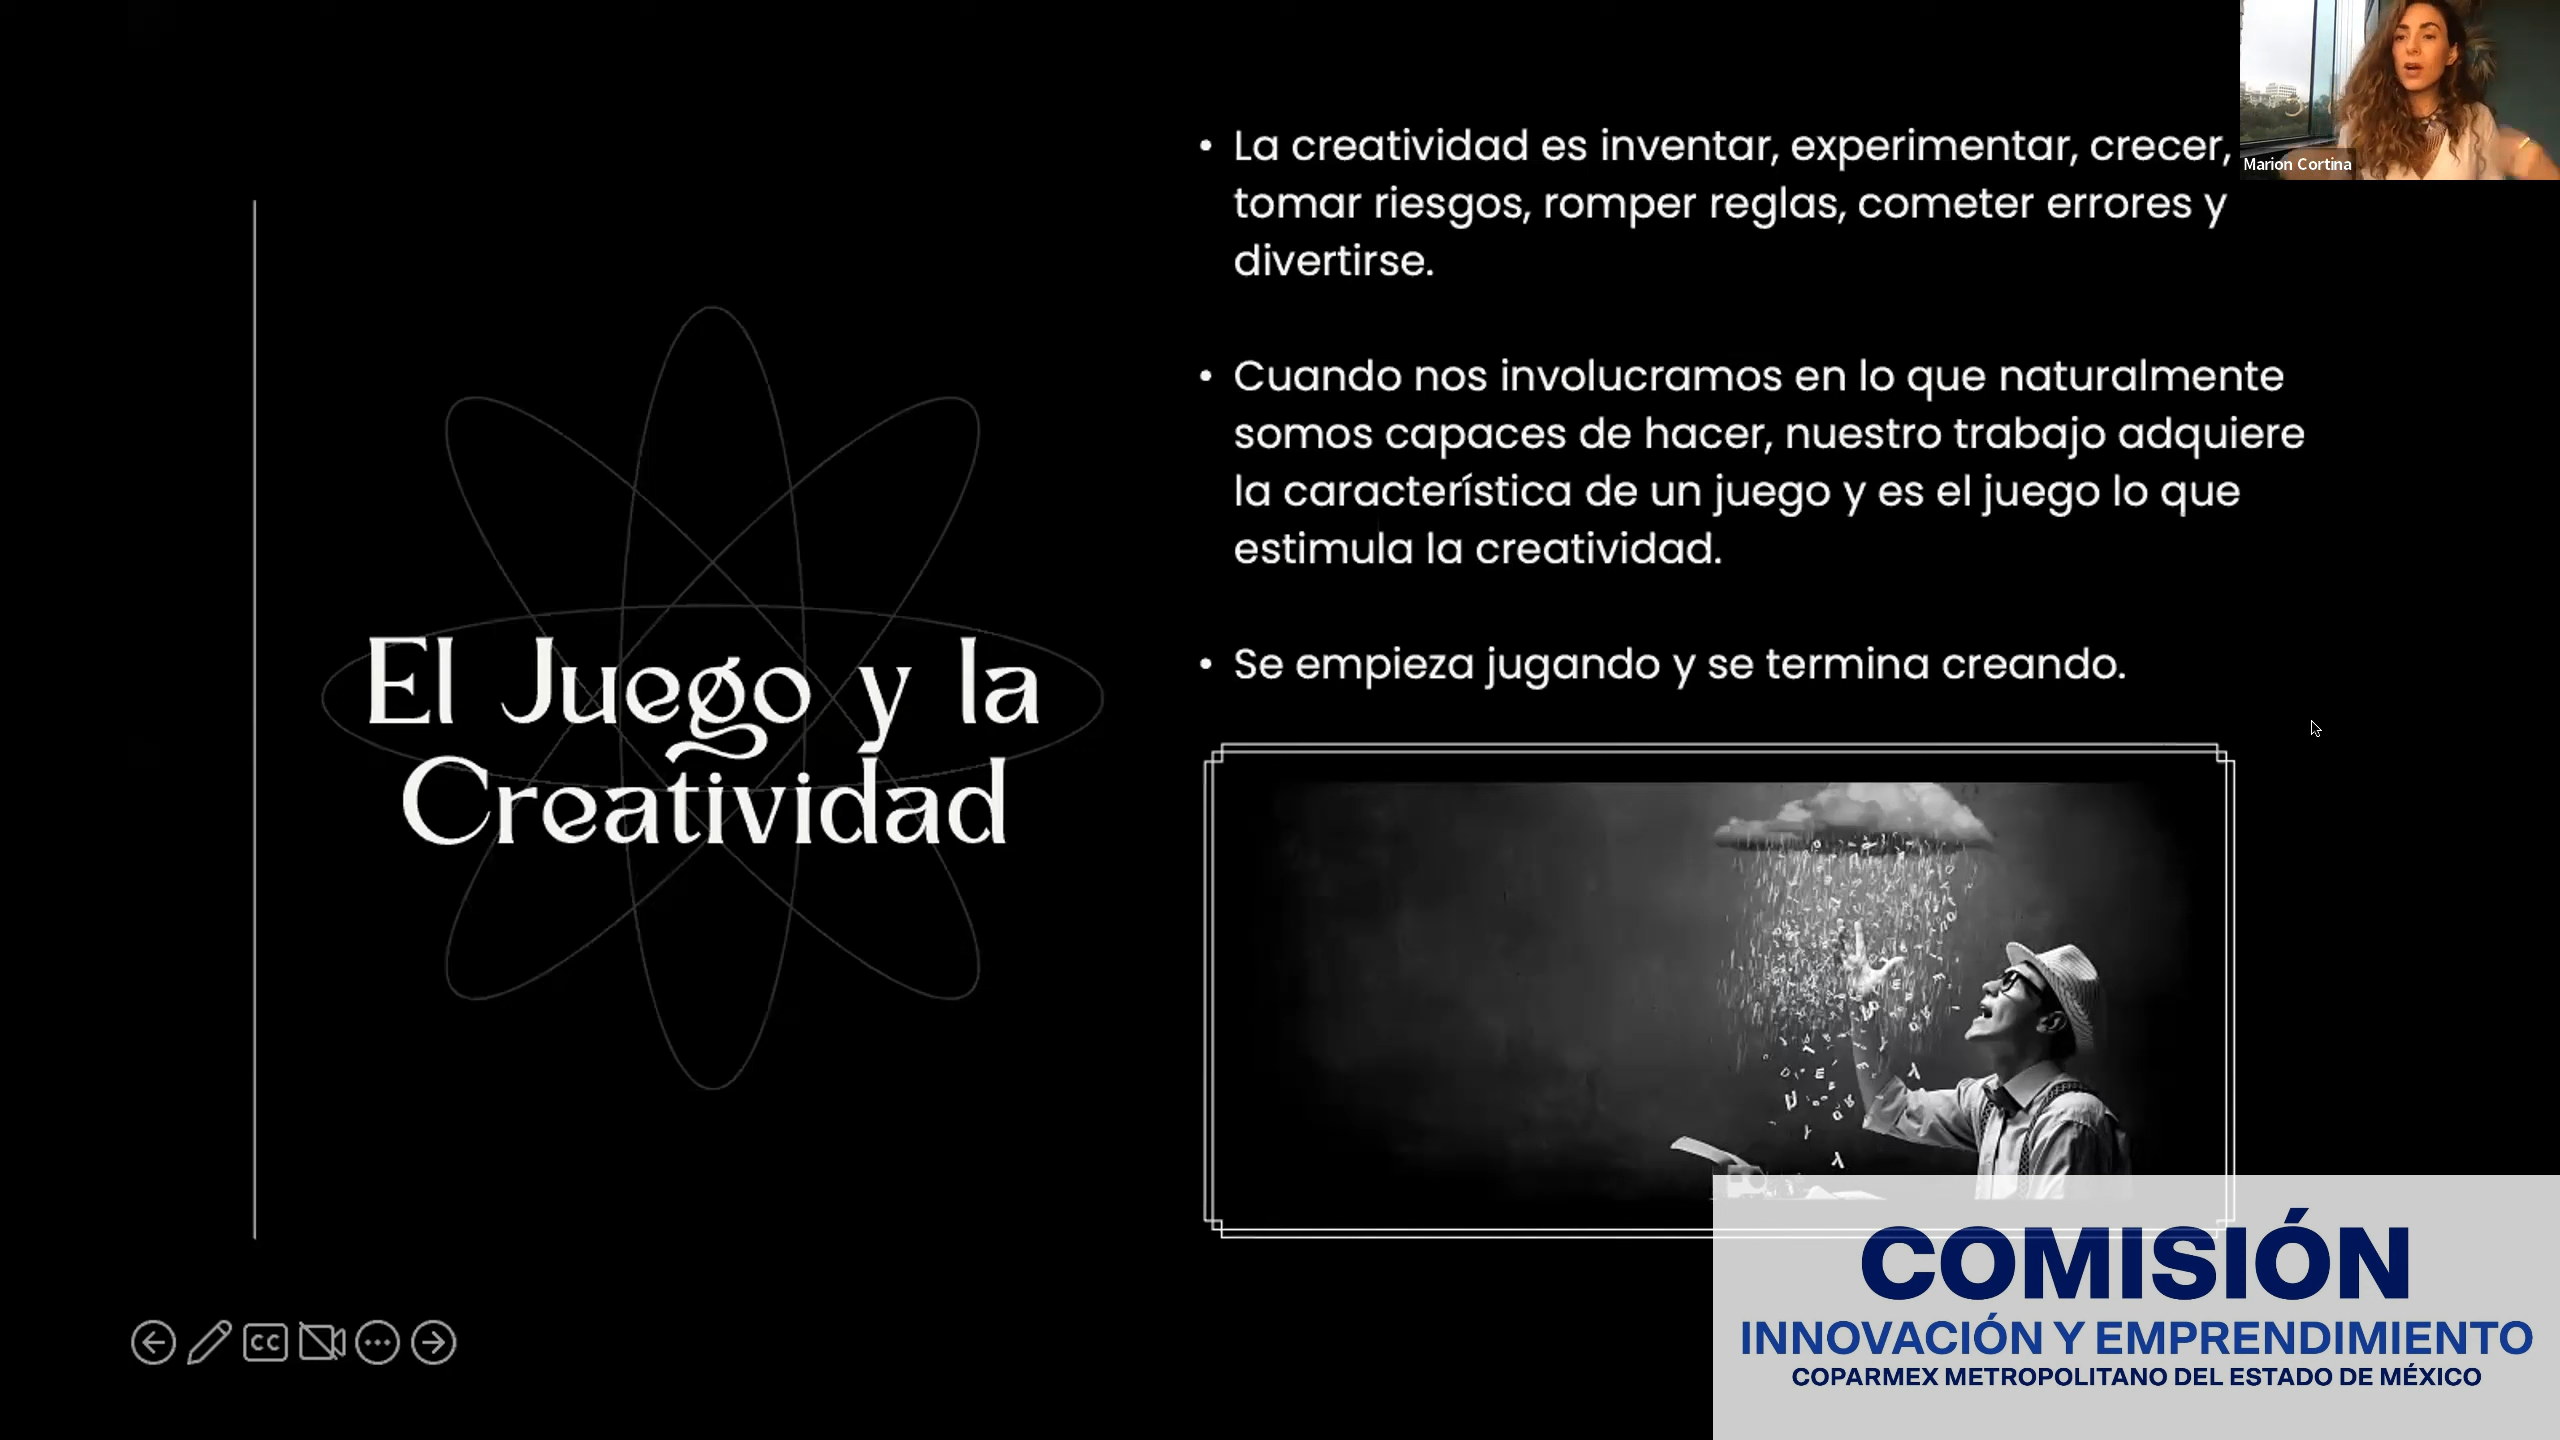 El Juego y la
Creatividad
• La creatividad es inventar, experimentar, crecer,
tomar riesgos, romper reglas, cometer errores y
divertirse.
• Cuando nos involucramos en lo que naturalmente
somos capaces de hacer, nuestro trabajo adquiere
la característica de un juego y es el juego lo que
estimula la creatividad.
• Se empieza jugando y se termina creando.
Marion Cortina
CC
COMISIÓN
INNOVACIÓN Y EMPRENDIMIENTO
COPARMEX METROPOLITANO DEL ESTADO DE MÉXICO